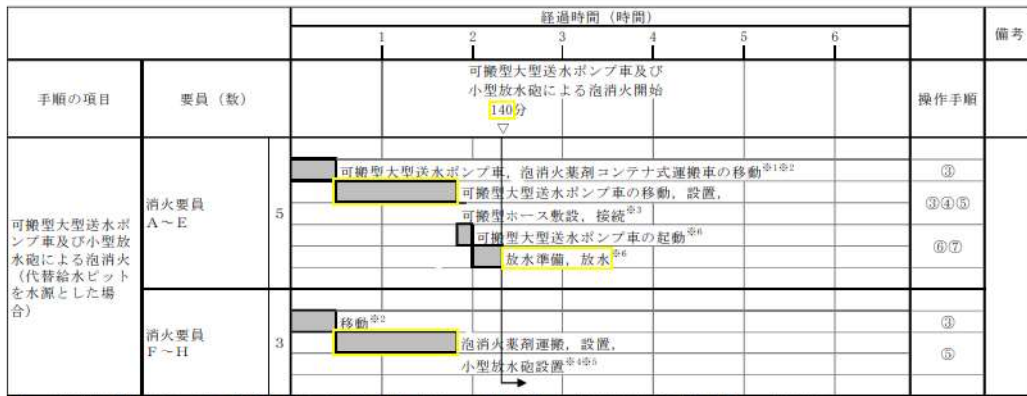 経過時間（時間）
備考
1 2 3 4 5 6
手順の項目
要員（数）
可搬型大型送水ポンプ車及び
小型放水砲による泡消火開始
140分
▽
操作手順
可搬型大型送水ポ
ンプ車及び小型放
水砲による泡消火
（代替給水ピット
を水源とした場
合）
消火要員
A～E
5
可搬型大型送水ポンプ車，泡消火薬剤コンテナ式運搬車の移動※1※2
③
可搬型大型送水ポンプ車の移動，設置，
可搬型ホース敷設，接続※3
③④⑤
可搬型大型送水ポンプ車の起動※6
放水準備，放水※6
⑥⑦
消火要員
F～H
3
移動※2
③
泡消火薬剤運搬，設置，
小型放水砲設置※4※5
⑤